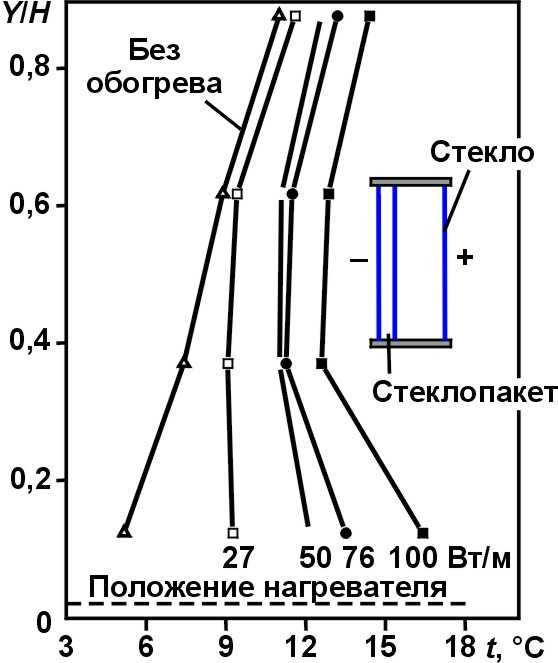 Y/H
Без
обогрева
0,8
Стекло
0,6
– +
0,4
Стеклопакет
0,2
27 50 76 100 Вт/м
Положение нагревателя
0
3 6 9 12 15 18 t, °C